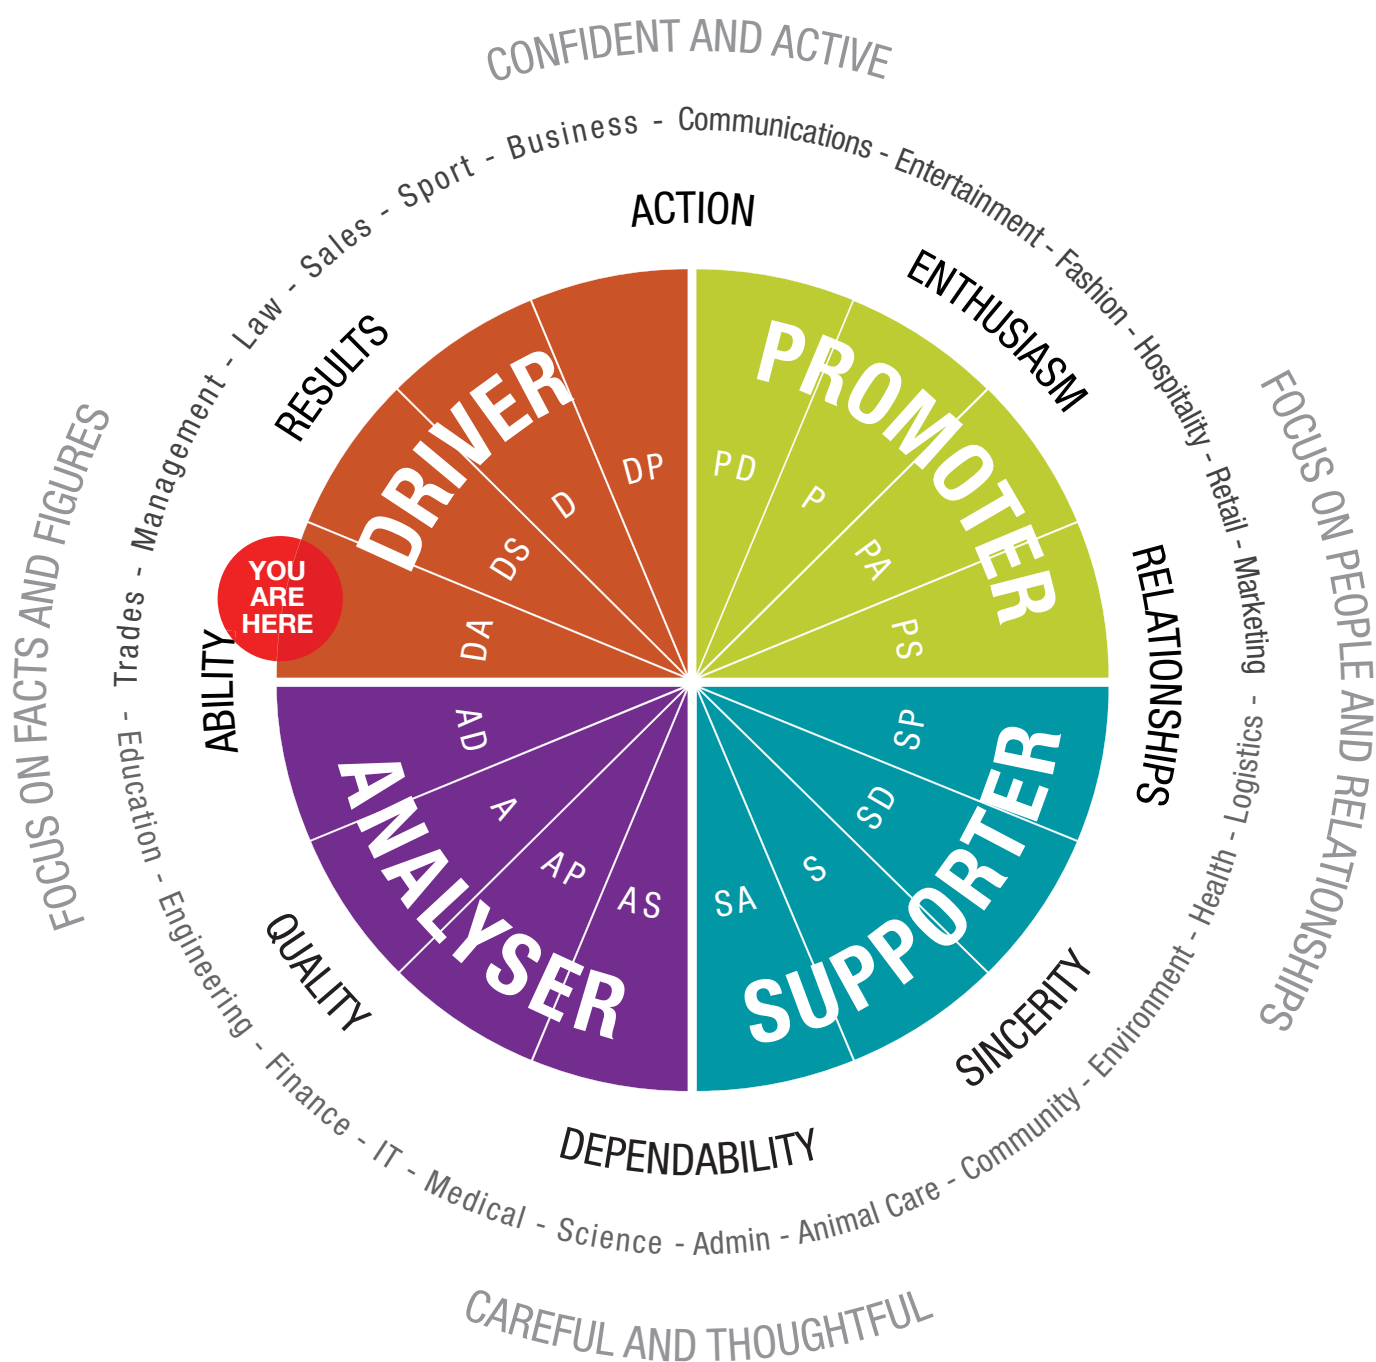 CONFIDENT AND ACTIVE
Trades - Management - Law - Sales - Sport - Business - Communications - Entertainment - Fashion - Hospitality - Retail - Marketing - Logistics - Health - Environment - Community - Animal Care - Admin - Science - Medical - IT - Finance - Engineering - Education -
ACTION
ENTHUSIASM
RELATIONSHIPS
SINCERITY
DEPENDABILITY
QUALITY
ABILITY
RESULTS
FOCUS ON FACTS AND FIGURES
FOCUS ON PEOPLE AND RELATIONSHIPS
DRIVER
DA
DS
D
DP
PROMOTER
PD
P
PA
PS
YOU
ARE
HERE
ANALYSER
AD
A
AP
AS
SUPPORTER
SP
SD
S
SA
CAREFUL AND THOUGHTFUL